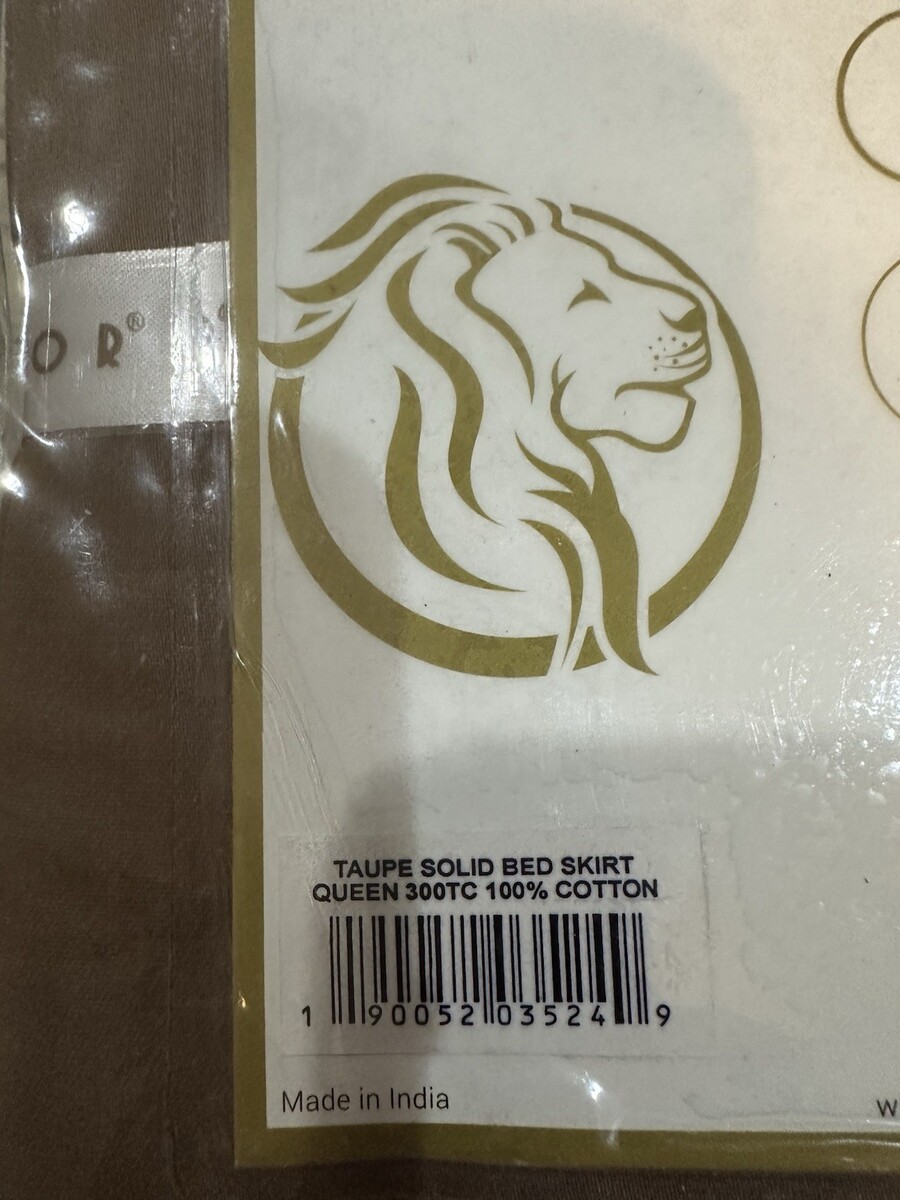 OR®
TAUPE SOLID BED SKIRT
QUEEN 300TC 100% COTTON
1 90052 03524 9
Made in India
W